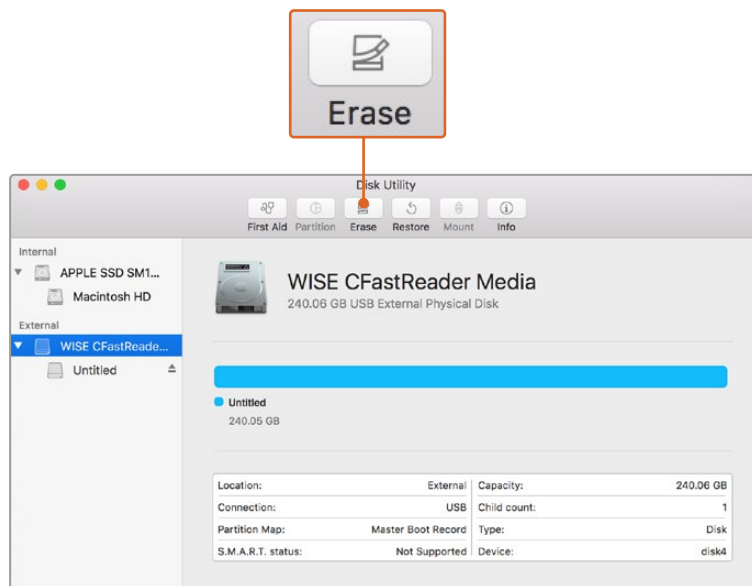 Erase
Disk Utility
First Aid Partition Erase Restore Mount Info
Internal
APPLE SSD SM1...
Macintosh HD
External
WISE CFastReade...
Untitled
WISE CFastReader Media
240.06 GB USB External Physical Disk
Untitled
240.05 GB
Location: External Capacity: 240.06 GB
Connection: USB Child count: 1
Partition Map: Master Boot Record Type: Disk
S.M.A.R.T. status: Not Supported Device: disk4